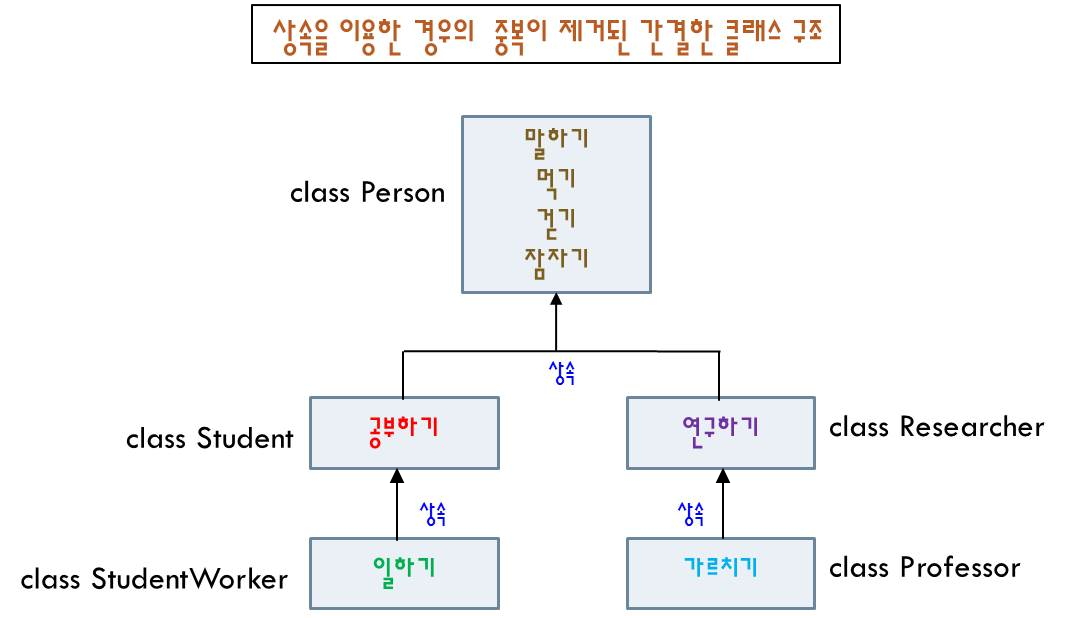 상속을 이용한 경우의 중복이 제거된 간결한 클래스 구조
class Person
말하기
먹기
걷기
잠자기
상속
class Student
공부하기
연구하기
class Researcher
상속
상속
class StudentWorker
일하기
가르치기
class Professor